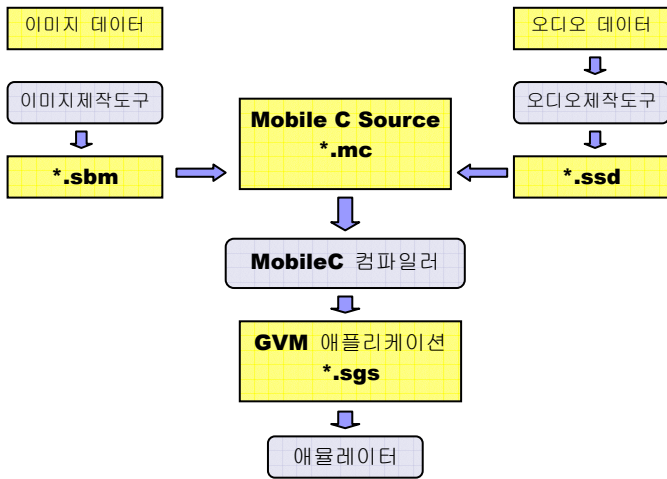 이미지 데이터
오디오 데이터
이미지제작도구
오디오제작도구
Mobile C Source
*.mc
*.sbm
*.ssd
MobileC 컴파일러
GVM 애플리케이션
*.sgs
애뮬레이터